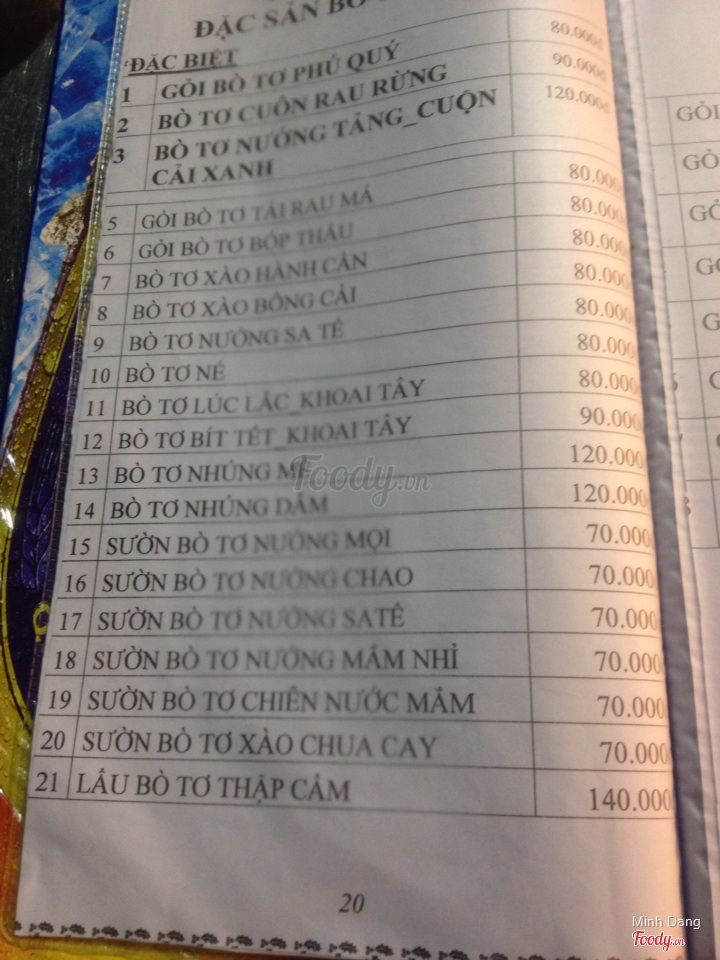 ĐẶC SẢN BÒ
ĐẶC BIỆT
1 GỎI BÒ TƠ PHÚ QUÝ 80.000đ
2 BÒ TƠ CUỐN RAU RỪNG 90.000đ
3 BÒ TƠ NƯỚNG TẢNG_CUỘN 120.000đ
CẢI XANH
5 GỎI BÒ TƠ TÁI RAU MÁ 80.000
6 GỎI BÒ TƠ BÓP THẤU 80.000
7 BÒ TƠ XÀO HÀNH CẦN 80.000
8 BÒ TƠ XÀO BÔNG CẢI 80.000
9 BÒ TƠ NƯỚNG SA TẾ 80.000
10 BÒ TƠ NÉ 80.000
11 BÒ TƠ LÚC LẮC_KHOAI TÂY 80.000
12 BÒ TƠ BÍT TẾT_KHOAI TÂY 90.000
13 BÒ TƠ NHÚNG MẺ 120.000
14 BÒ TƠ NHÚNG DẤM 120.000
15 SƯỜN BÒ TƠ NƯỚNG MỌI 70.000
16 SƯỜN BÒ TƠ NƯỚNG CHAO 70.000
17 SƯỜN BÒ TƠ NƯỚNG SATẾ 70.000
18 SƯỜN BÒ TƠ NƯỚNG MẮM NHỈ 70.000
19 SƯỜN BÒ TƠ CHIÊN NƯỚC MẮM 70.000
20 SƯỜN BÒ TƠ XÀO CHUA CAY 70.000
21 LẨU BÒ TƠ THẬP CẨM 140.000
20
GỎI
Foody.vn
Minh Dang
Foody.vn